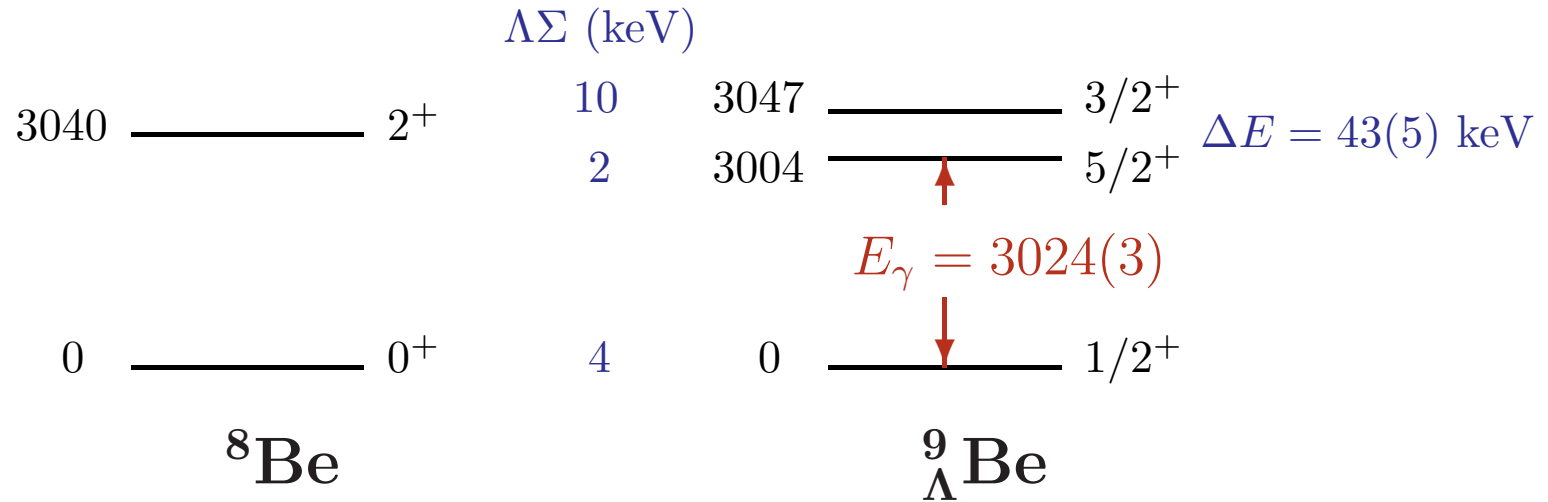 ΛΣ (keV)
10 3047 3/2⁺
3040 2⁺ ΔE = 43(5) keV
2 3004 5/2⁺
E_γ = 3024(3)
0 0⁺ 4 0 1/2⁺
⁸Be ⁹_ΛBe